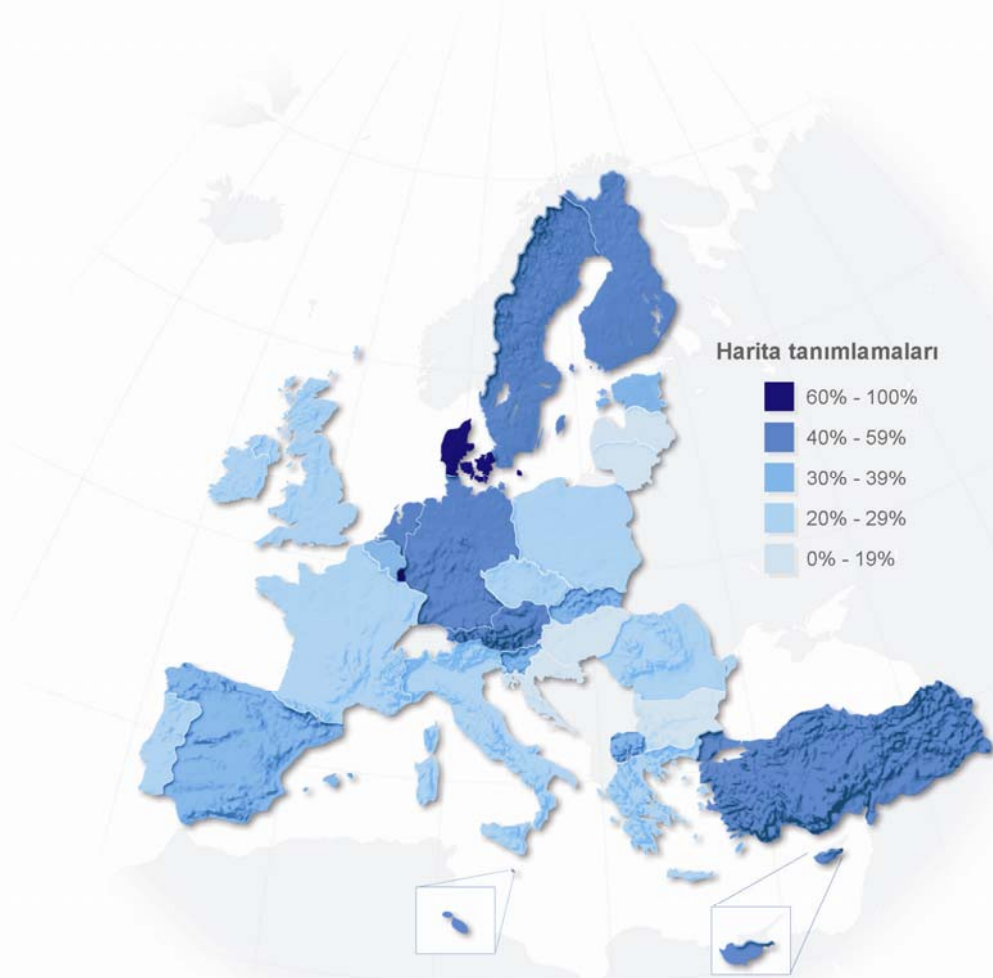 Harita tanımlamaları
60% - 100%
40% - 59%
30% - 39%
20% - 29%
0% - 19%